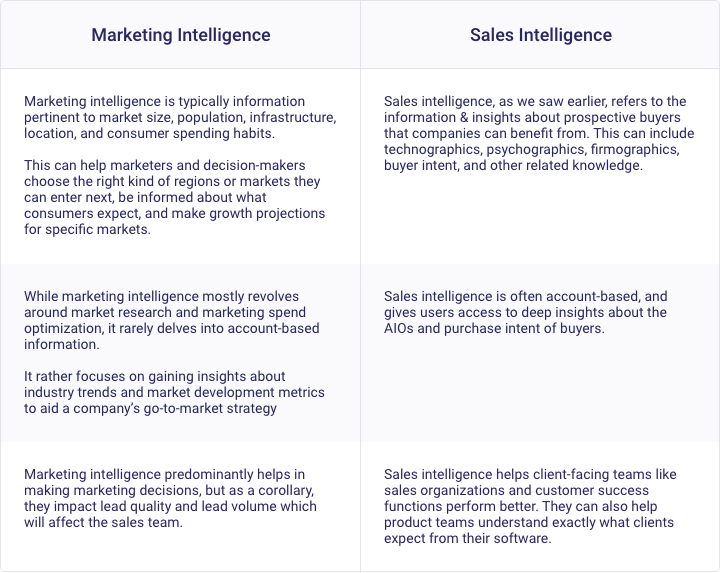 Marketing Intelligence
Sales Intelligence
Marketing intelligence is typically information
pertinent to market size, population, infrastructure,
location, and consumer spending habits.
This can help marketers and decision-makers
choose the right kind of regions or markets they
can enter next, be informed about what
consumers expect, and make growth projections
for specific markets.
Sales intelligence, as we saw earlier, refers to the
information & insights about prospective buyers
that companies can benefit from. This can include
technographics, psychographics, firmographics,
buyer intent, and other related knowledge.
While marketing intelligence mostly revolves
around market research and marketing spend
optimization, it rarely delves into account-based
information.
It rather focuses on gaining insights about
industry trends and market development metrics
to aid a company's go-to-market strategy
Sales intelligence is often account-based, and
gives users access to deep insights about the
AIOs and purchase intent of buyers.
Marketing intelligence predominantly helps in
making marketing decisions, but as a corollary,
they impact lead quality and lead volume which
will affect the sales team.
Sales intelligence helps client-facing teams like
sales organizations and customer success
functions perform better. They can also help
product teams understand exactly what clients
expect from their software.